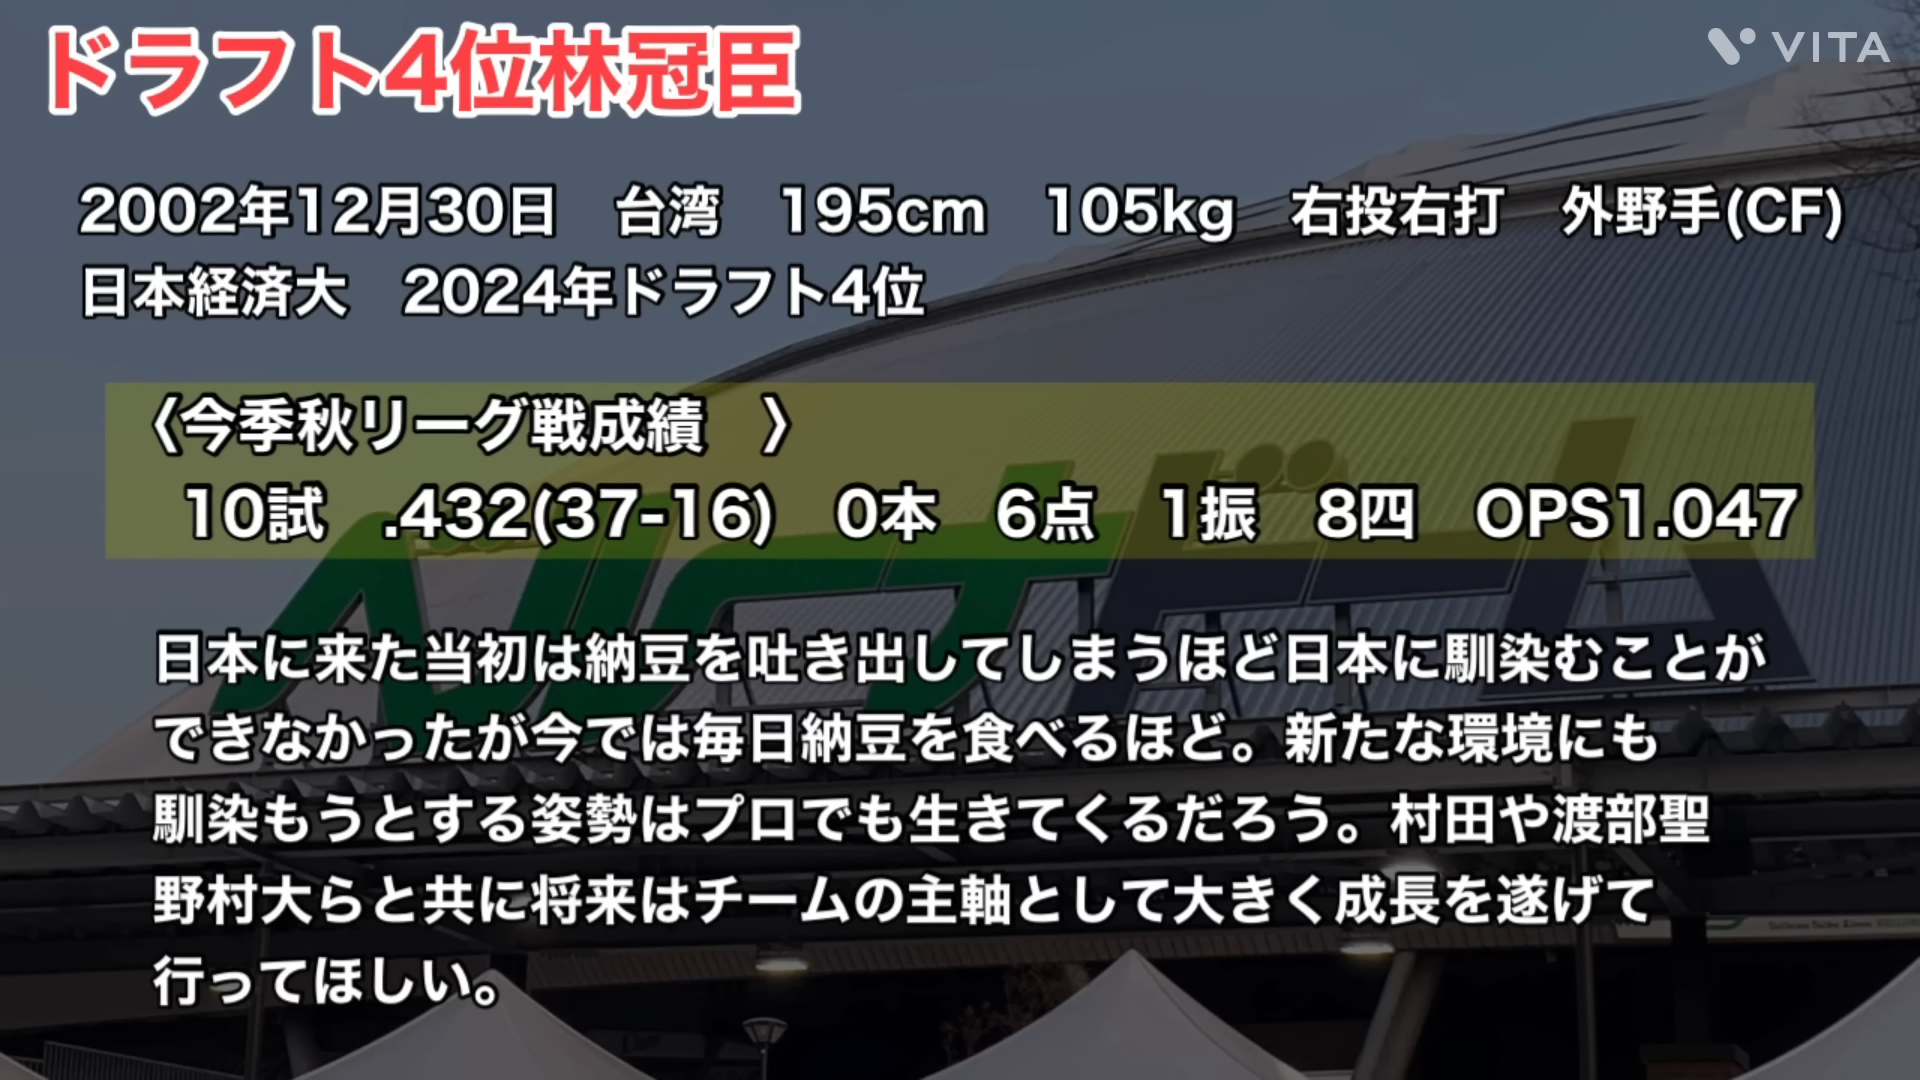 ドラフト4位林冠臣
VITA
2002年12月30日　台湾　195cm　105kg　右投右打　外野手(CF)
日本経済大　2024年ドラフト4位
〈今季秋リーグ戦成績　〉
10試　.432(37-16)　0本　6点　1振　8四　OPS1.047
ベルーナドーム
日本に来た当初は納豆を吐き出してしまうほど日本に馴染むことが
できなかったが今では毎日納豆を食べるほど。新たな環境にも
馴染もうとする姿勢はプロでも生きてくるだろう。村田や渡部聖
野村大らと共に将来はチームの主軸として大きく成長を遂げて
行ってほしい。